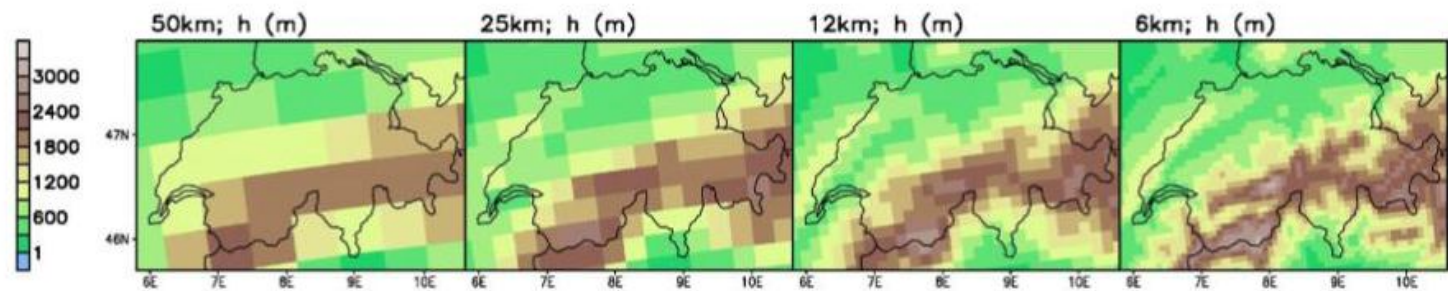 50km; h (m)
25km; h (m)
12km; h (m)
6km; h (m)
3000
2400
1800
1200
600
1
47N
46N
6E 7E 8E 9E 10E
6E 7E 8E 9E 10E
6E 7E 8E 9E 10E
6E 7E 8E 9E 10E